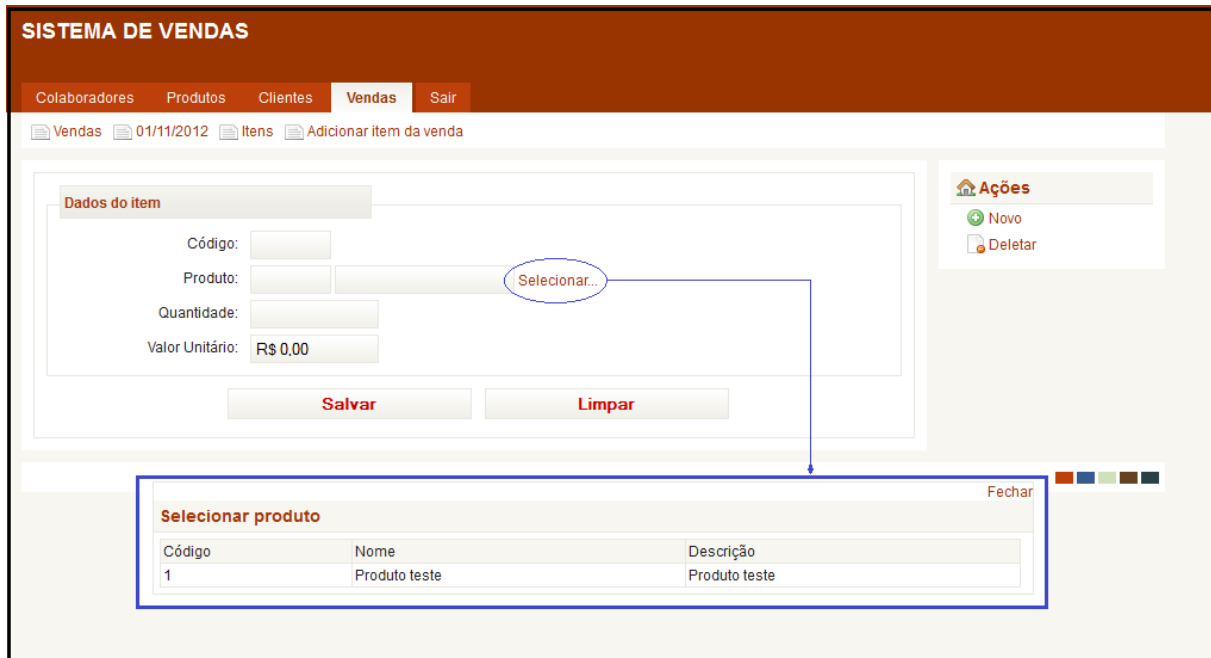 SISTEMA DE VENDAS
Colaboradores Produtos Clientes Vendas Sair
Vendas 01/11/2012 Itens Adicionar item da venda
Dados do item
Código:
Produto: Selecionar...
Quantidade:
Valor Unitário: R$ 0,00
Salvar Limpar
Ações
Novo
Deletar
Fechar
Selecionar produto
Código Nome Descrição
1 Produto teste Produto teste